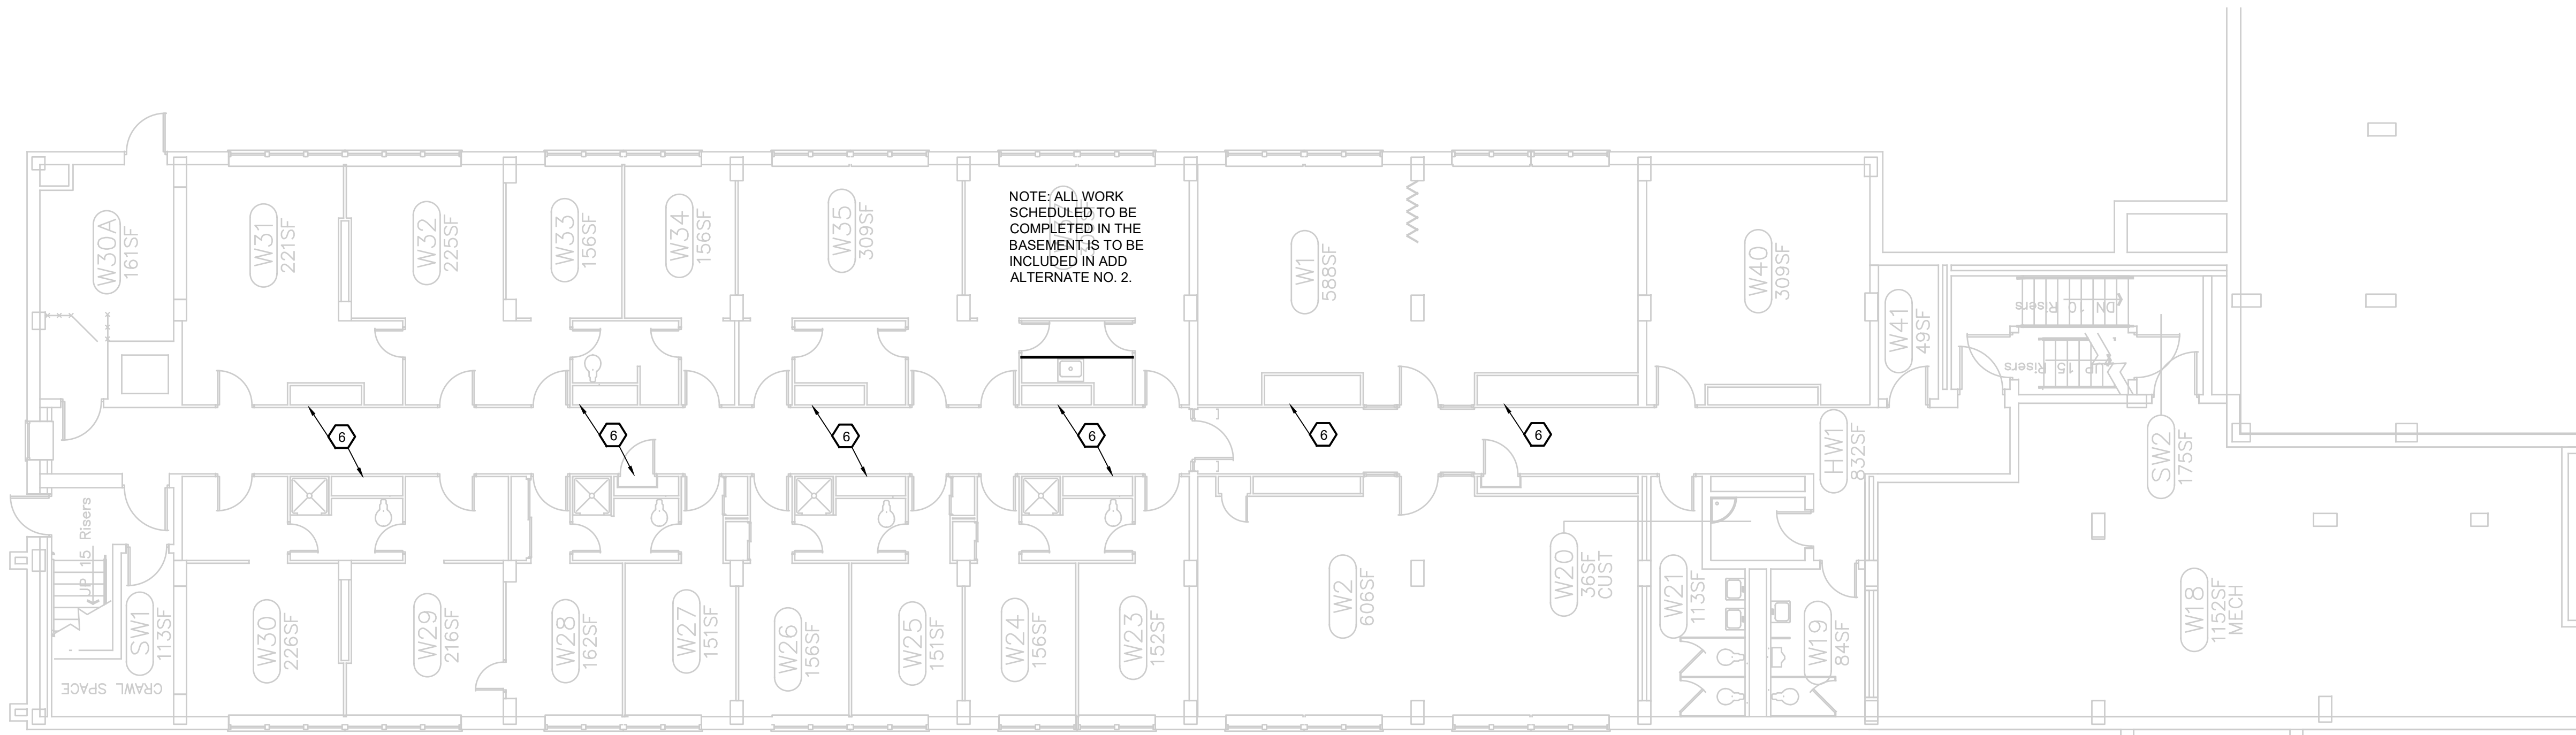 NOTE: ALL WORK
SCHEDULED TO BE
COMPLETED IN THE
BASEMENT IS TO BE
INCLUDED IN ADD
ALTERNATE NO. 2.
W30A
161SF
W31
221SF
W32
225SF
W33
156SF
W34
156SF
W35
309SF
W1
588SF
W40
309SF
W41
49SF
DN 10 Risers
UP 15 Risers
6
6
6
6
6
6
HW1
832SF
SW2
175SF
UP 15 Risers
SW1
113SF
CRAWL SPACE
W30
226SF
W29
216SF
W28
162SF
W27
151SF
W26
156SF
W25
151SF
W24
156SF
W23
152SF
W2
606SF
W20
36SF
CUST
W21
113SF
W19
84SF
W18
1152SF
MECH